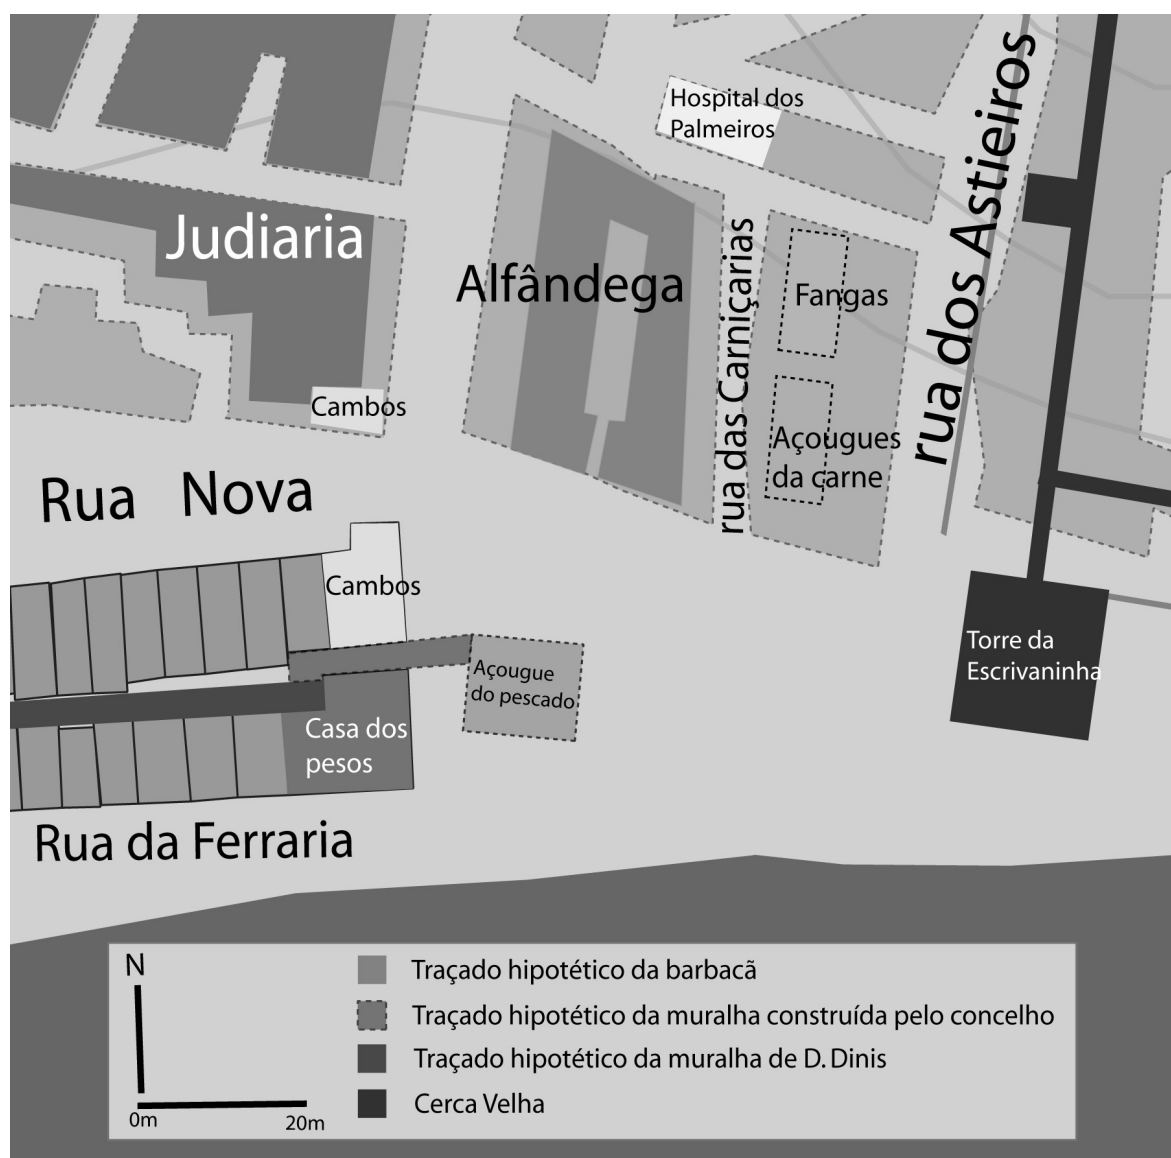 Hospital dos
Palmeiros
rua dos Astieiros
Judiaria
Alfândega
rua das Carniçarias
Fangas
Cambos
Açougues
da carne
Rua Nova
Cambos
Torre da
Escrivaninha
Açougue
do pescado
Casa dos
pesos
Rua da Ferraria
N
0m
20m
Traçado hipotético da barbacã
Traçado hipotético da muralha construída pelo concelho
Traçado hipotético da muralha de D. Dinis
Cerca Velha